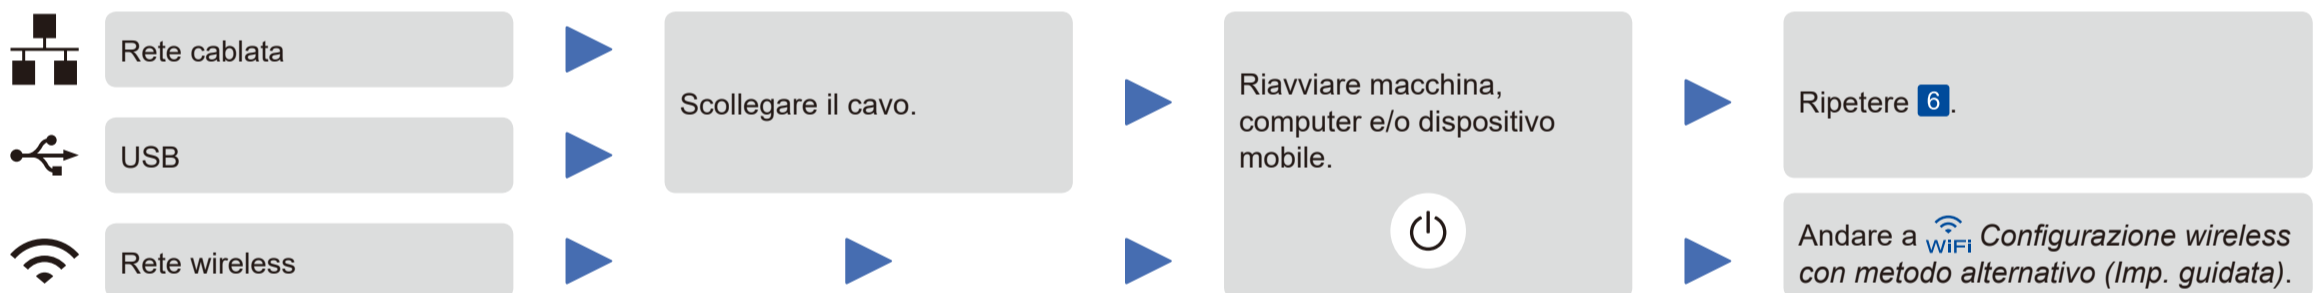 Rete cablata
USB
Rete wireless
Scollegare il cavo.
Riavviare macchina,
computer e/o dispositivo
mobile.
Ripetere 6.
Andare a WiFi Configurazione wireless
con metodo alternativo (Imp. guidata).